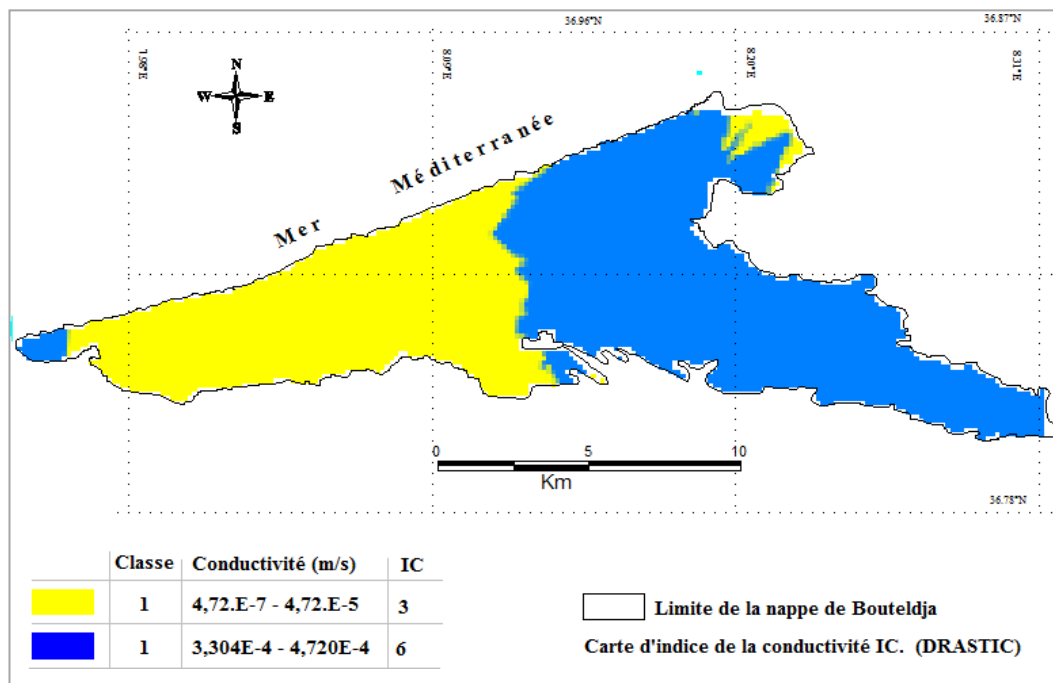 36.96°N
36.87°N
7.98°E
8.09°E
8.20°E
8.31°E
N
W E
S
Mer Méditerranée
0 5 10
Km
36.78°N
Classe Conductivité (m/s) IC
1 4,72.E-7 - 4,72.E-5 3
1 3,304E-4 - 4,720E-4 6
Limite de la nappe de Bouteldja
Carte d'indice de la conductivité IC. (DRASTIC)